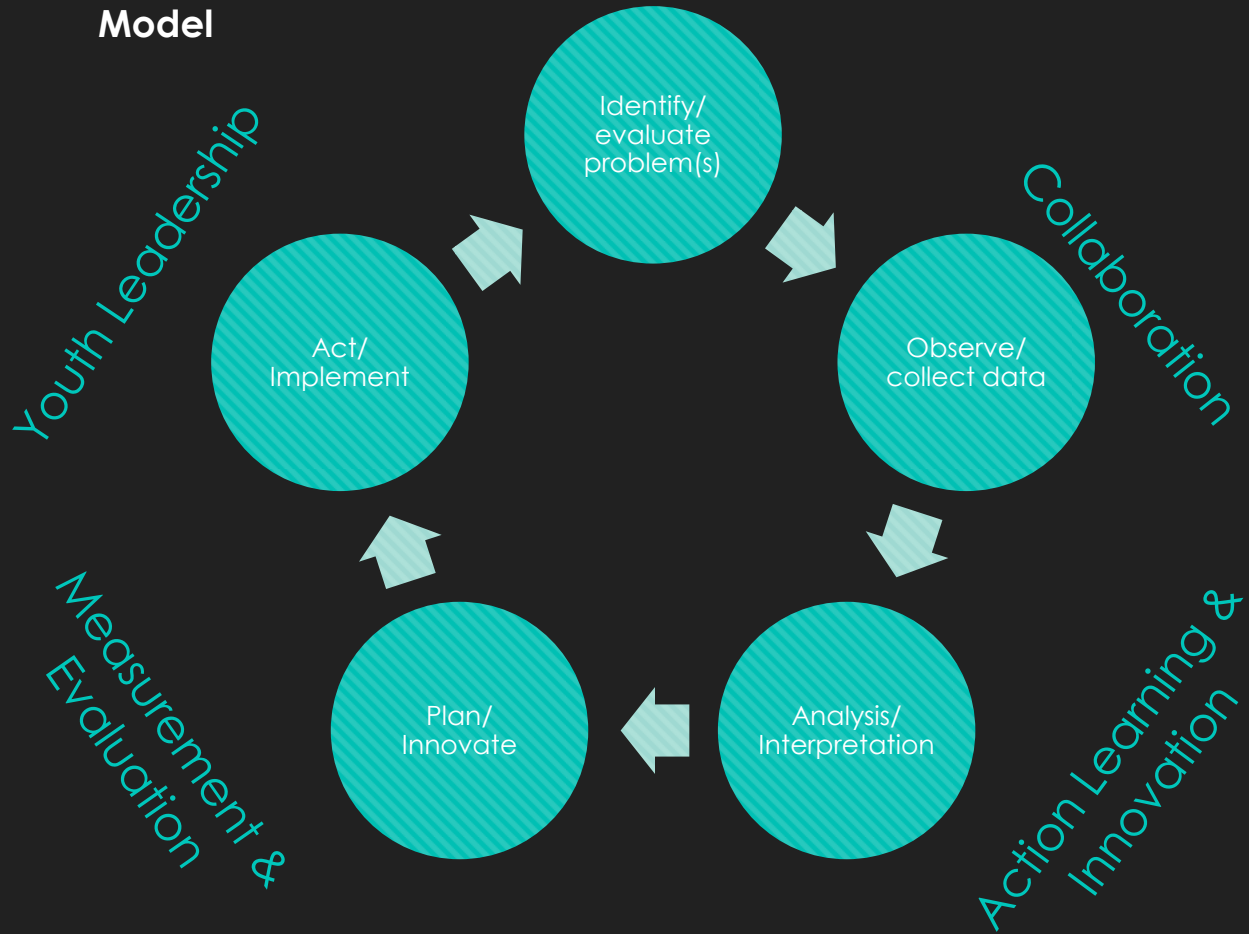 Model
Identify/
evaluate
problem(s)
Collaboration
Observe/
collect data
Action Learning &
Innovation
Analysis/
Interpretation
Plan/
Innovate
Measurement &
Evaluation
Act/
Implement
Youth Leadership